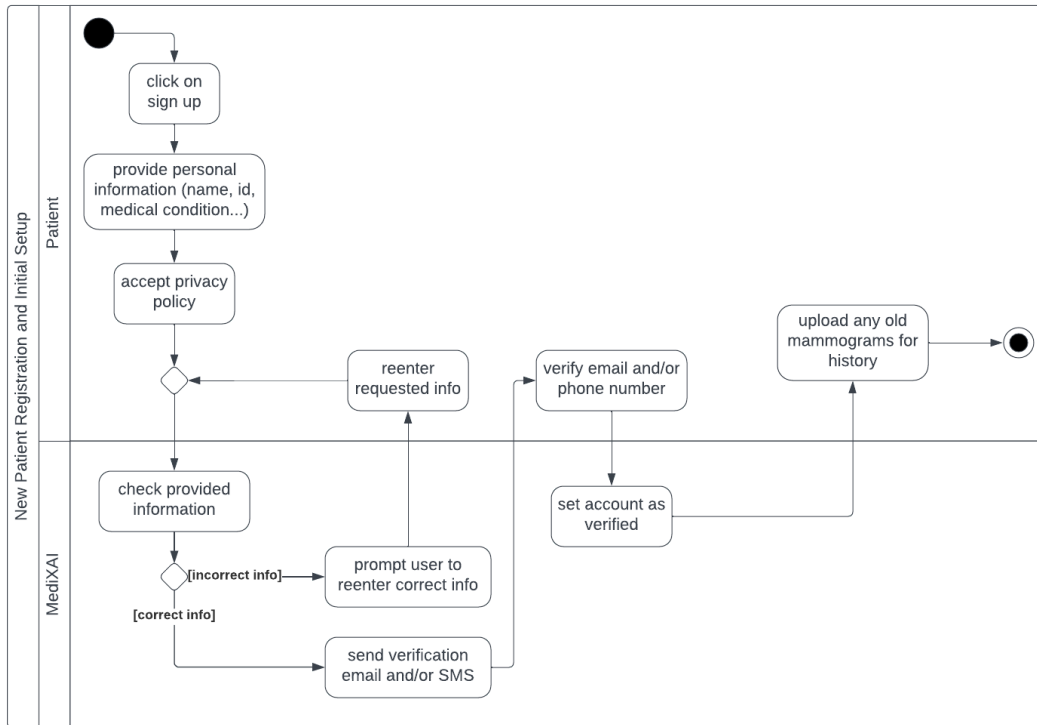 New Patient Registration and Initial Setup
Patient
click on
sign up
provide personal
information (name, id,
medical condition...)
accept privacy
policy
reenter
requested info
verify email and/or
phone number
upload any old
mammograms for
history
MediXAI
check provided
information
[incorrect info]
[correct info]
prompt user to
reenter correct info
send verification
email and/or SMS
set account as
verified